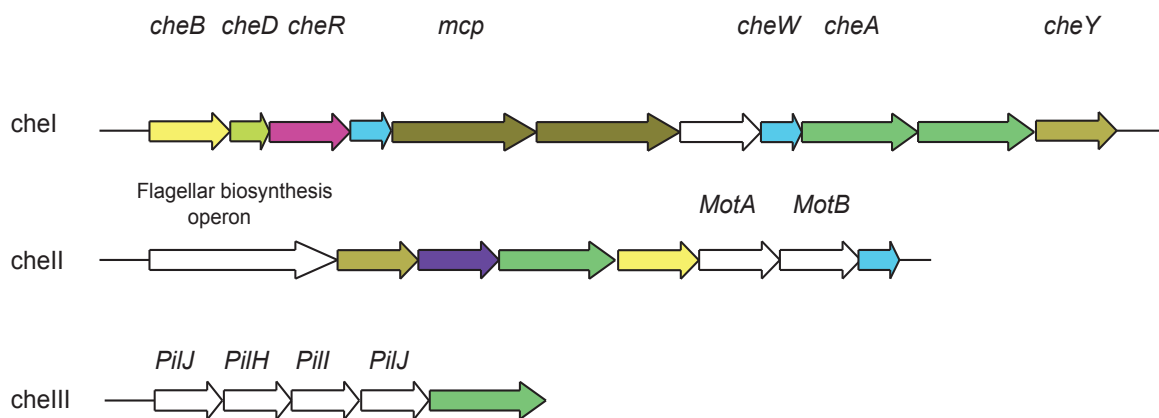 cheB cheD cheR mcp cheW cheA cheY
cheI
Flagellar biosynthesis
operon
MotA MotB
cheII
PilJ PilH PilI PilJ
cheIII